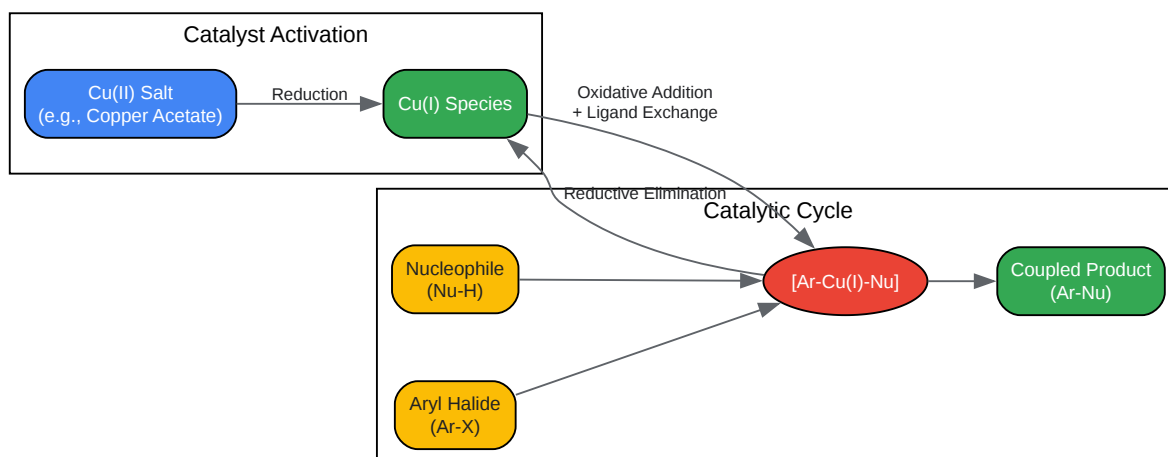 Catalyst Activation
Cu(II) Salt
(e.g., Copper Acetate)
Reduction
Cu(I) Species
Oxidative Addition
+ Ligand Exchange
Reductive Elimination
Catalytic Cycle
Nucleophile
(Nu-H)
[Ar-Cu(I)-Nu]
Coupled Product
(Ar-Nu)
Aryl Halide
(Ar-X)